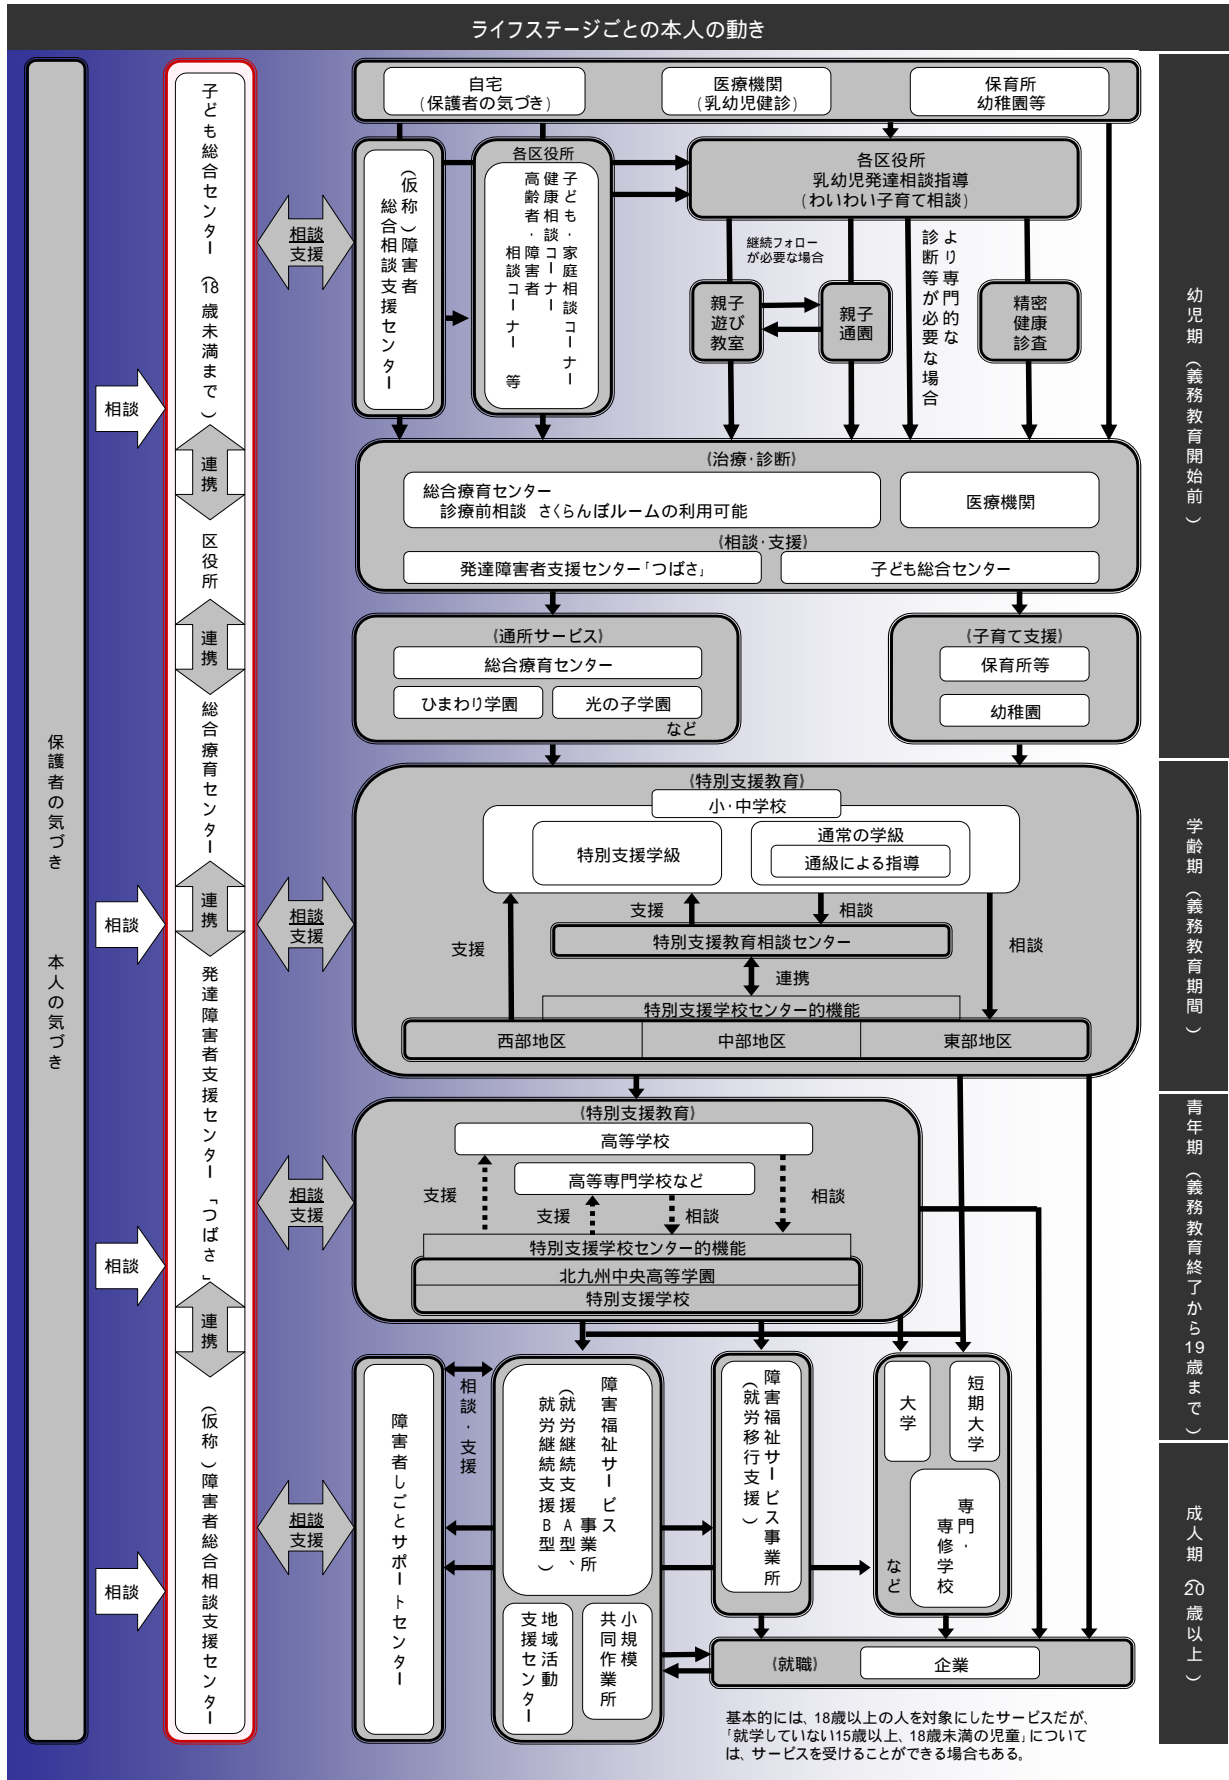 ライフステージごとの本人の動き
保護者の気づき　本人の気づき
相談
相談
相談
相談
子ども総合センター（18歳未満まで）
連携
区役所
連携
総合療育センター
連携
発達障害者支援センター「つばさ」
連携
（仮称）障害者総合相談支援センター
相談
支援
相談
支援
相談
支援
相談
支援
自宅
(保護者の気づき)
医療機関
(乳幼児健診)
保育所
幼稚園等
（仮称）障害者
総合相談支援センター
各区役所
子ども・家庭相談コーナー
健康相談コーナー
高齢者・障害者
相談コーナー　等
各区役所
乳幼児発達相談指導
(わいわい子育て相談)
継続フォロー
が必要な場合
より専門的な
診断等が必要な場合
親子
遊び
教室
親子
通園
精密
健康
診査
(治療・診断)
総合療育センター
診療前相談　さくらんぼルームの利用可能
医療機関
(相談・支援)
発達障害者支援センター「つばさ」
子ども総合センター
(通所サービス)
総合療育センター
ひまわり学園
光の子学園
など
(子育て支援)
保育所等
幼稚園
(特別支援教育)
小・中学校
特別支援学級
通常の学級
通級による指導
支援
支援
相談
相談
特別支援教育相談センター
連携
特別支援学校センター的機能
西部地区
中部地区
東部地区
(特別支援教育)
高等学校
高等専門学校など
支援
支援
相談
相談
特別支援学校センター的機能
北九州中央高等学園
特別支援学校
障害者しごとサポートセンター
相談・支援
障害福祉サービス
事業所
（就労継続支援A型、
就労継続支援B型）
地域活動
支援センター
小規模
共同作業所
障害福祉サービス事業所
（就労移行支援）
大学
短期大学
専門・
専修学校
など
(就職)
企業
基本的には、18歳以上の人を対象にしたサービスだが、
「就学していない15歳以上、18歳未満の児童」について
は、サービスを受けることができる場合もある。
幼児期（義務教育開始前）
学齢期（義務教育期間）
青年期（義務教育終了から19歳まで）
成人期（20歳以上）